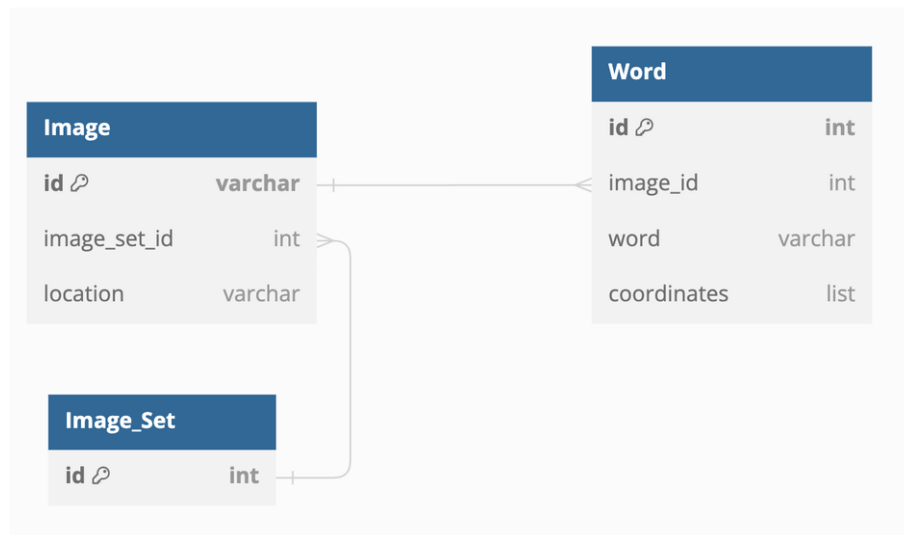 Image
id varchar
image_set_id int
location varchar
Word
id int
image_id int
word varchar
coordinates list
Image_Set
id int